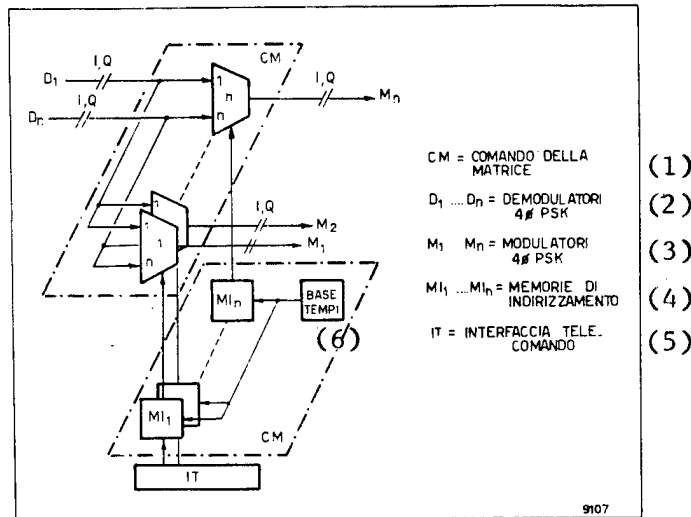 CM
I,Q
D1
1
I,Q
n
Mn
I,Q
Dn
n
I,Q
M2
1
1
M1
n
MIn
BASE
TEMPI
(6)
MI1
CM
IT
CM = COMANDO DELLA
MATRICE
(1)
D1 ....Dn = DEMODULATORI
4ø PSK
(2)
M1 Mn = MODULATORI
4ø PSK
(3)
MI1 ...MIn = MEMORIE DI
INDIRIZZAMENTO
(4)
IT = INTERFACCIA TELE_
COMANDO
(5)
9107